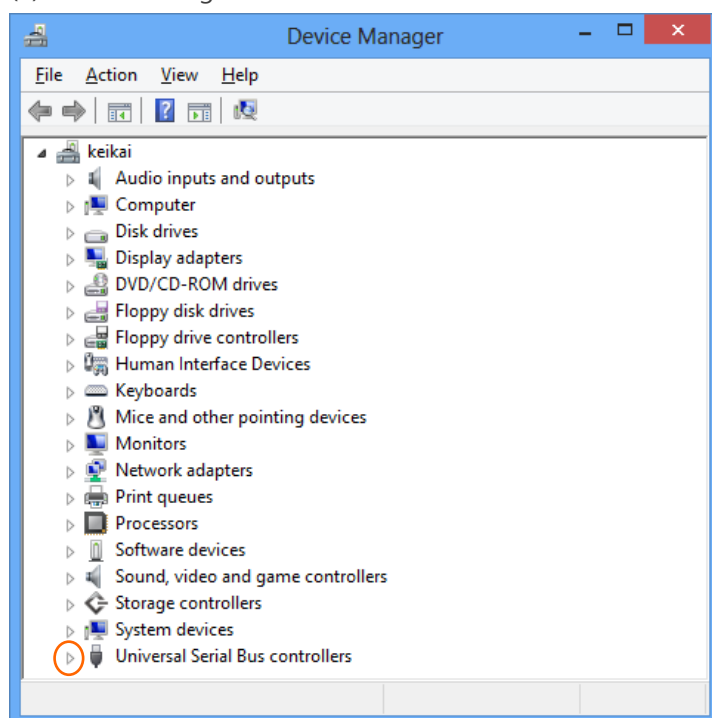 Device Manager
File Action View Help
keikai
Audio inputs and outputs
Computer
Disk drives
Display adapters
DVD/CD-ROM drives
Floppy disk drives
Floppy drive controllers
Human Interface Devices
Keyboards
Mice and other pointing devices
Monitors
Network adapters
Print queues
Processors
Software devices
Sound, video and game controllers
Storage controllers
System devices
Universal Serial Bus controllers